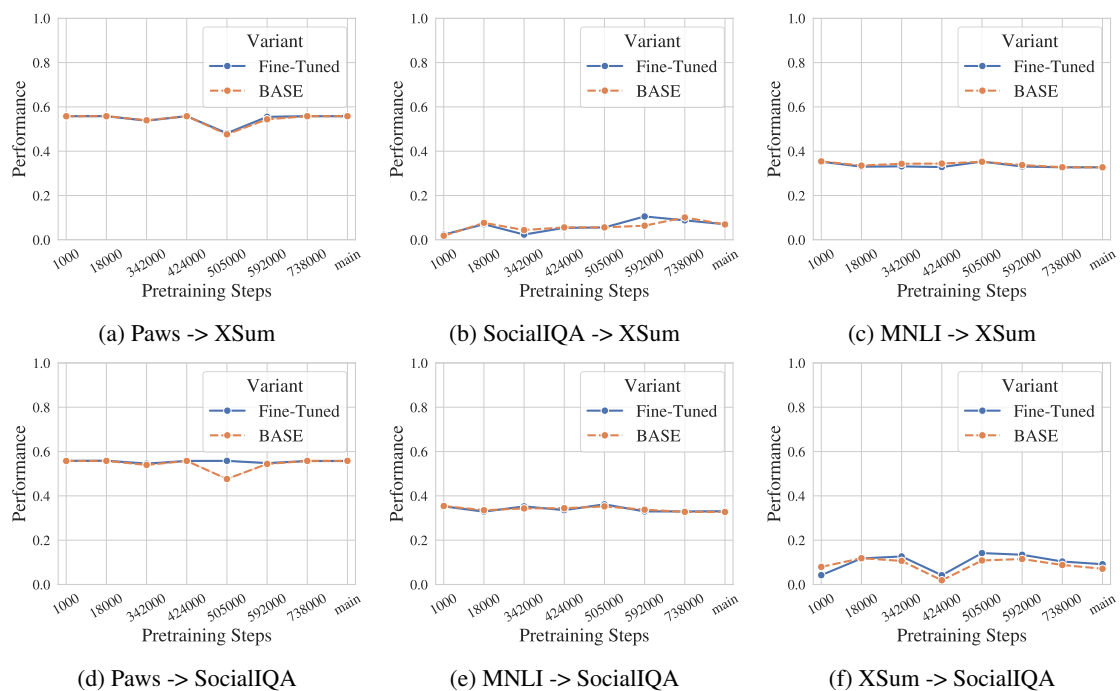 1.0
0.8
0.6
0.4
0.2
0.0
Performance
Variant
Fine-Tuned
BASE
1000
18000
342000
424000
505000
592000
738000
main
Pretraining Steps
(a) Paws -> XSum
1.0
0.8
0.6
0.4
0.2
0.0
Performance
Variant
Fine-Tuned
BASE
1000
18000
342000
424000
505000
592000
738000
main
Pretraining Steps
(b) SocialIQA -> XSum
1.0
0.8
0.6
0.4
0.2
0.0
Performance
Variant
Fine-Tuned
BASE
1000
18000
342000
424000
505000
592000
738000
main
Pretraining Steps
(c) MNLI -> XSum
1.0
0.8
0.6
0.4
0.2
0.0
Performance
Variant
Fine-Tuned
BASE
1000
18000
342000
424000
505000
592000
738000
main
Pretraining Steps
(d) Paws -> SocialIQA
1.0
0.8
0.6
0.4
0.2
0.0
Performance
Variant
Fine-Tuned
BASE
1000
18000
342000
424000
505000
592000
738000
main
Pretraining Steps
(e) MNLI -> SocialIQA
1.0
0.8
0.6
0.4
0.2
0.0
Performance
Variant
Fine-Tuned
BASE
1000
18000
342000
424000
505000
592000
738000
main
Pretraining Steps
(f) XSum -> SocialIQA